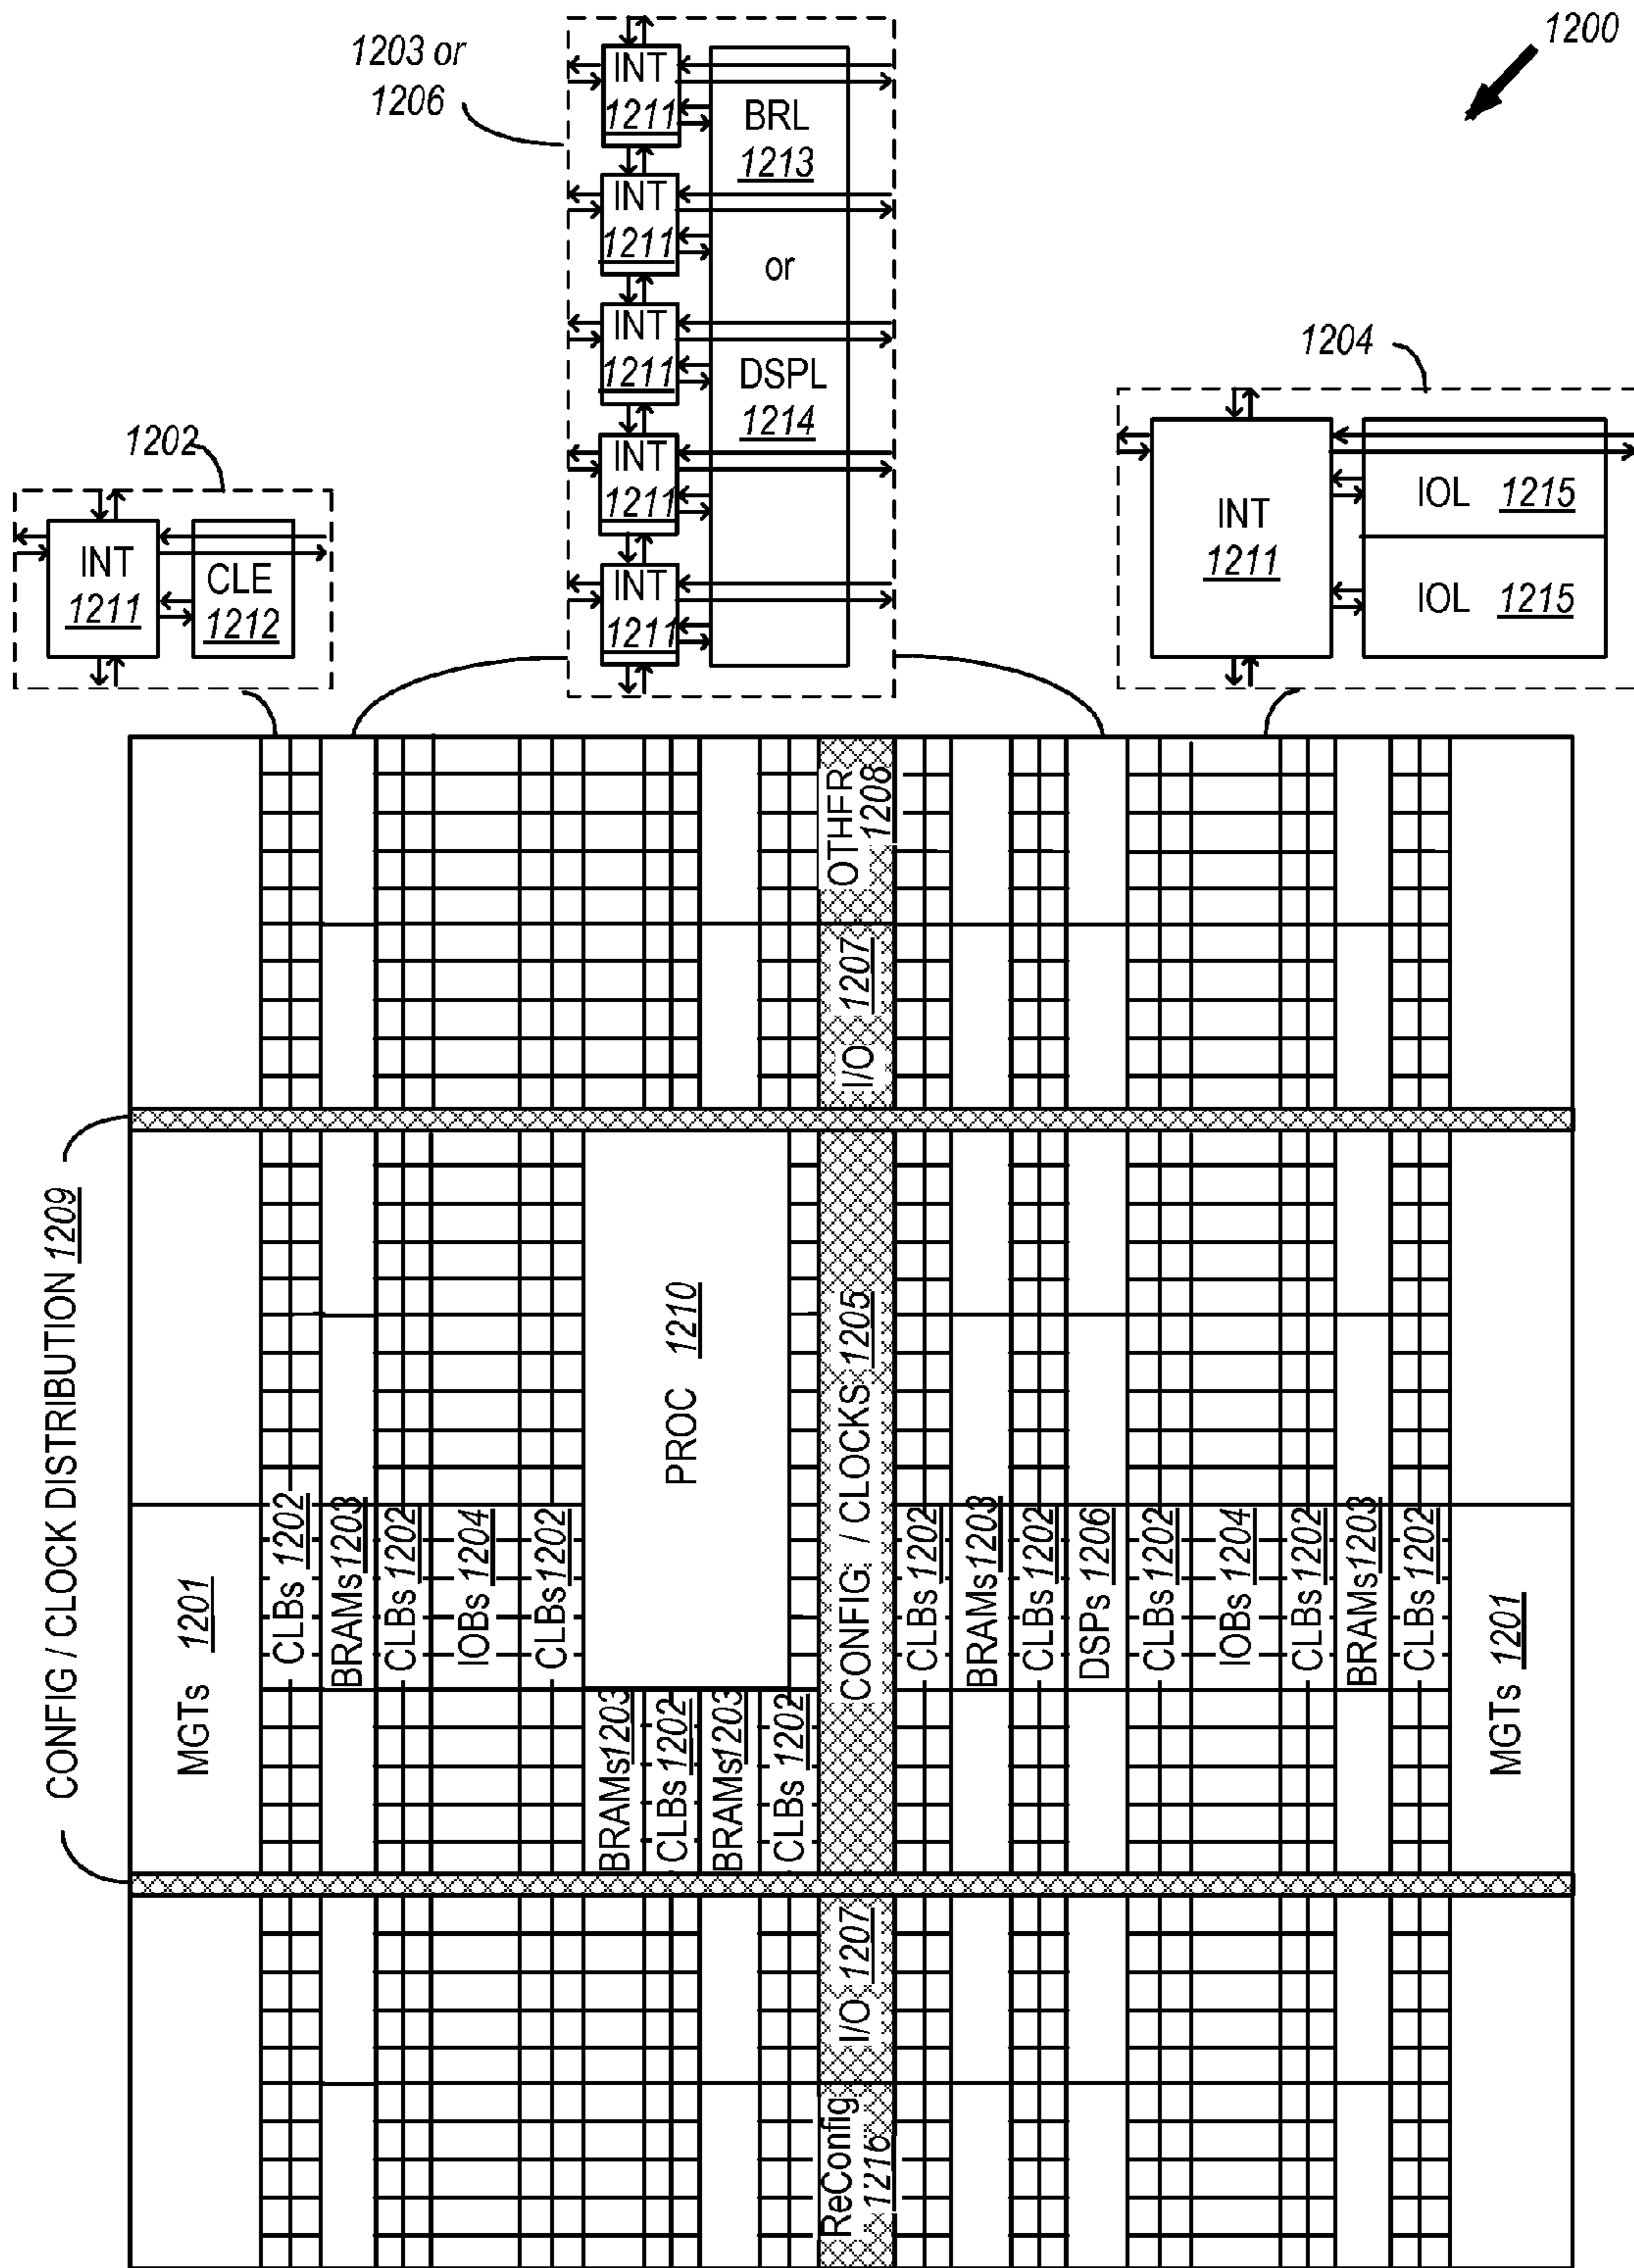 1200
1203 or
1206
INT
1211
INT
1211
INT
1211
INT
1211
INT
1211
BRL
1213
or
DSPL
1214
1204
INT
1211
IOL 1215
IOL 1215
1202
INT
1211
CLE
1212
CONFIG / CLOCK DISTRIBUTION 1209
MGTs 1201
CLBs 1202
BRAMs 1203
CLBs 1202
IOBs 1204
CLBs 1202
PROC 1210
BRAMs 1203
CLBs 1202
BRAMs 1203
CLBs 1202
OTHER
1208
I/O 1207
CONFIG. / CLOCKS 1205
I/O 1207
ReConfig.
1216
CLBs 1202
BRAMs 1203
CLBs 1202
DSPs 1206
CLBs 1202
IOBs 1204
CLBs 1202
BRAMs 1203
CLBs 1202
MGTs 1201